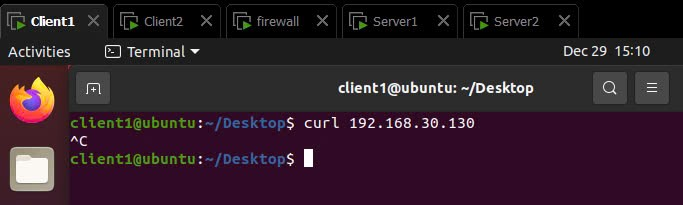 Client1 Client2 firewall Server1 Server2
Activities Terminal Dec 29 15:10
client1@ubuntu: ~/Desktop
client1@ubuntu:~/Desktop$ curl 192.168.30.130
^C
client1@ubuntu:~/Desktop$